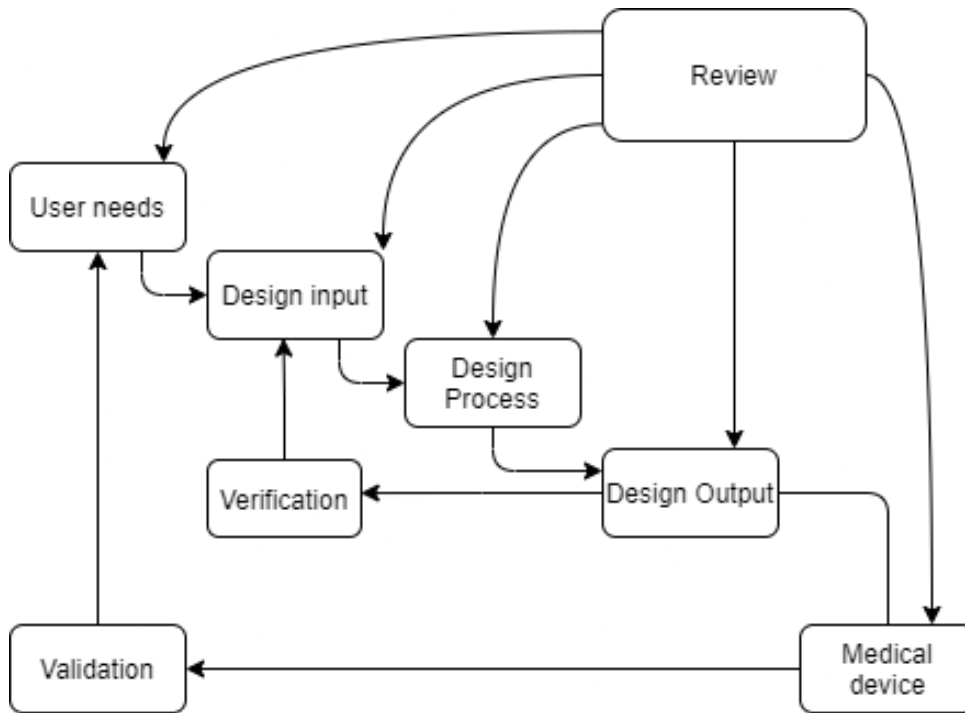 Review
User needs
Design input
Design
Process
Design Output
Verification
Validation
Medical
device